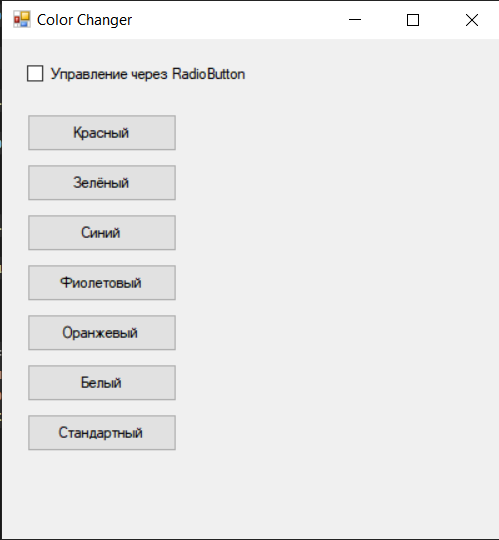 Color Changer
Управление через RadioButton
Красный
Зелёный
Синий
Фиолетовый
Оранжевый
Белый
Стандартный